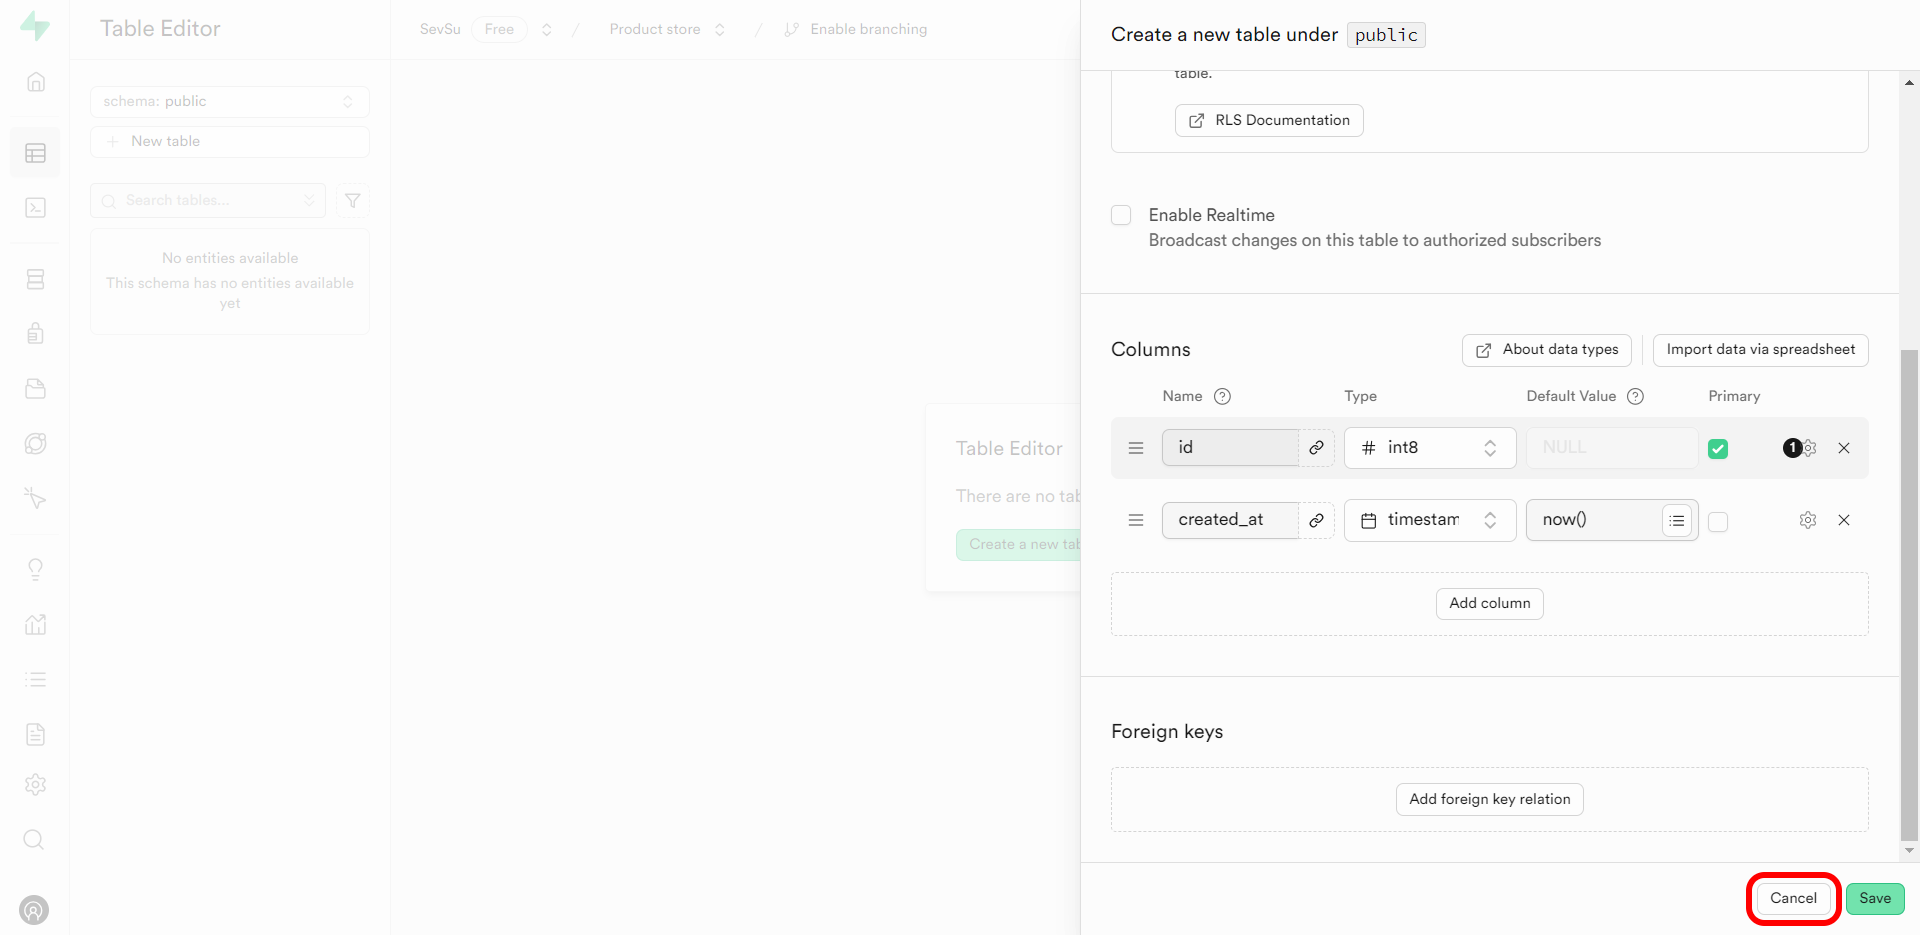 Table Editor
SevSu Free / Product store / Enable branching
schema: public
New table
Search tables...
No entities available
This schema has no entities available
yet
Table Editor
There are no tab
Create a new tab
Create a new table under public
table.
RLS Documentation
Enable Realtime
Broadcast changes on this table to authorized subscribers
Columns
About data types
Import data via spreadsheet
Name Type Default Value Primary
id int8 NULL 1
created_at timestam now()
Add column
Foreign keys
Add foreign key relation
Cancel Save